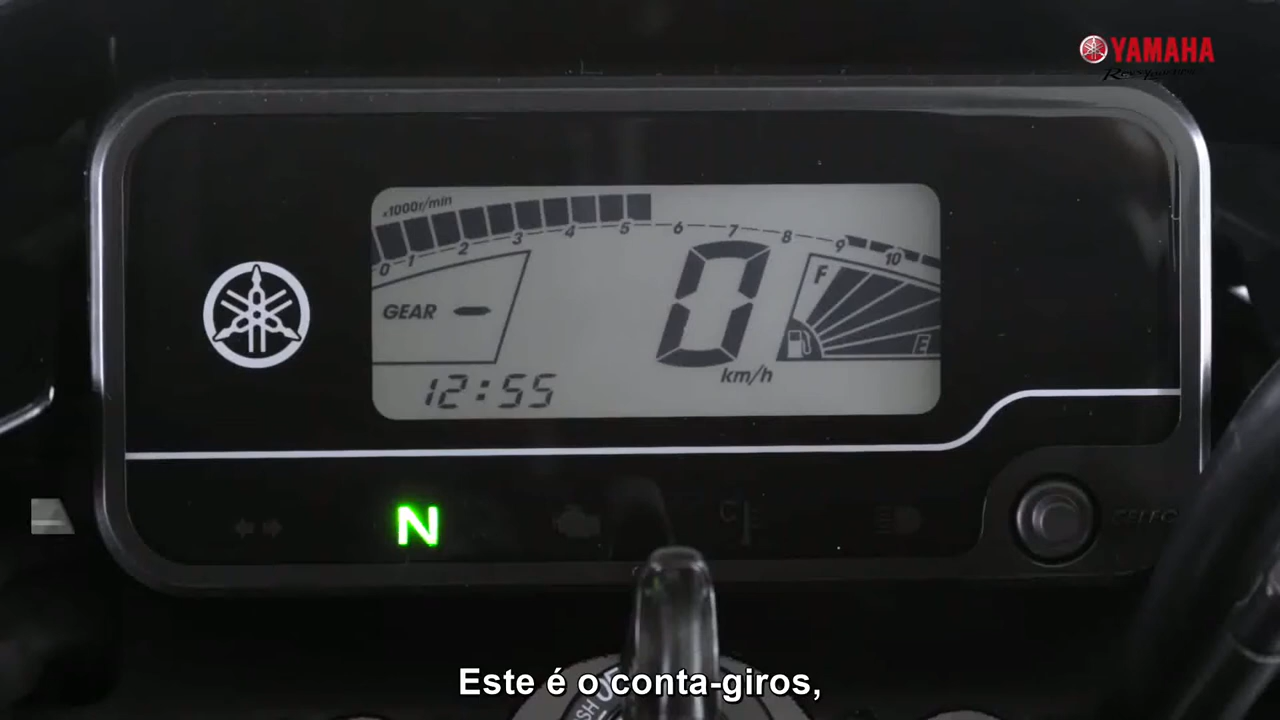 YAMAHA
x1000r/min
0 1 2 3 4 5 6 7 8 9 10
F
GEAR -
0
E
km/h
12:55
N
C
SELEC
Este é o conta-giros,